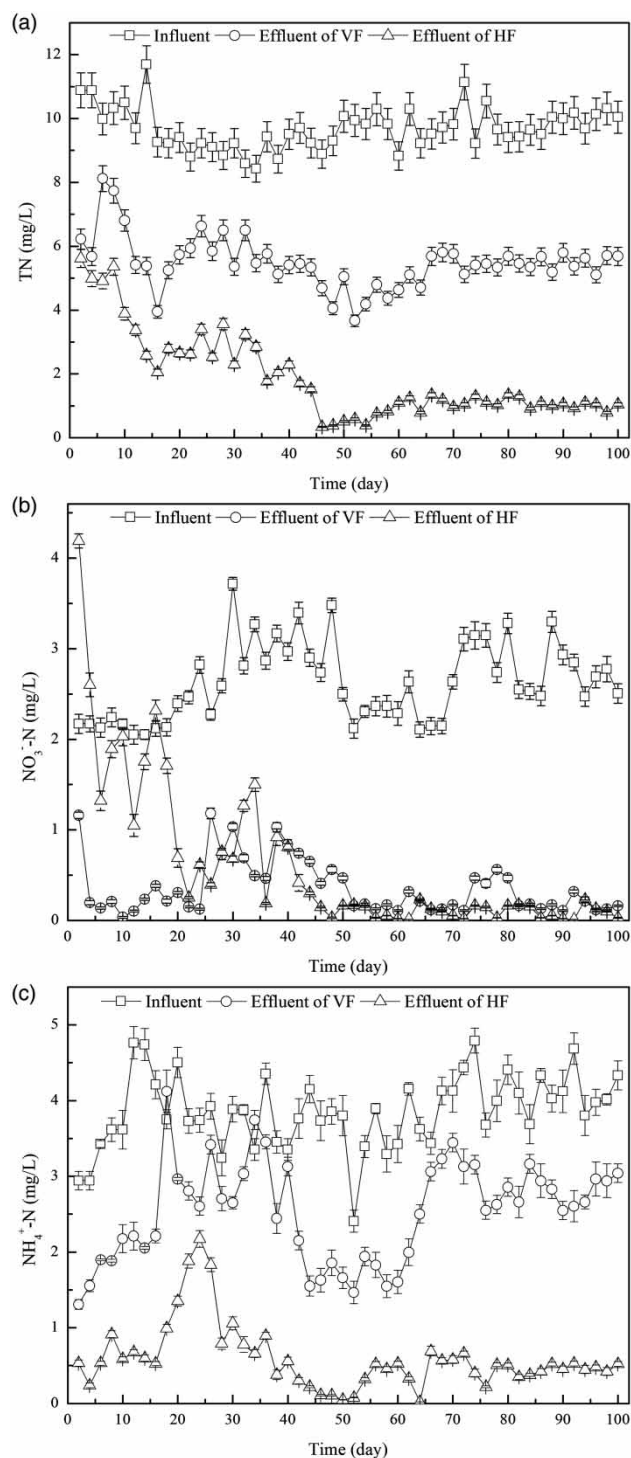 (a)
Influent Effluent of VF Effluent of HF
12
10
8
6
4
2
0
TN (mg/L)
0 10 20 30 40 50 60 70 80 90 100
Time (day)
(b)
Influent Effluent of VF Effluent of HF
4
3
2
1
0
NO₃⁻-N (mg/L)
0 10 20 30 40 50 60 70 80 90 100
Time (day)
(c)
Influent Effluent of VF Effluent of HF
5
4
3
2
1
0
NH₄⁺-N (mg/L)
0 10 20 30 40 50 60 70 80 90 100
Time (day)